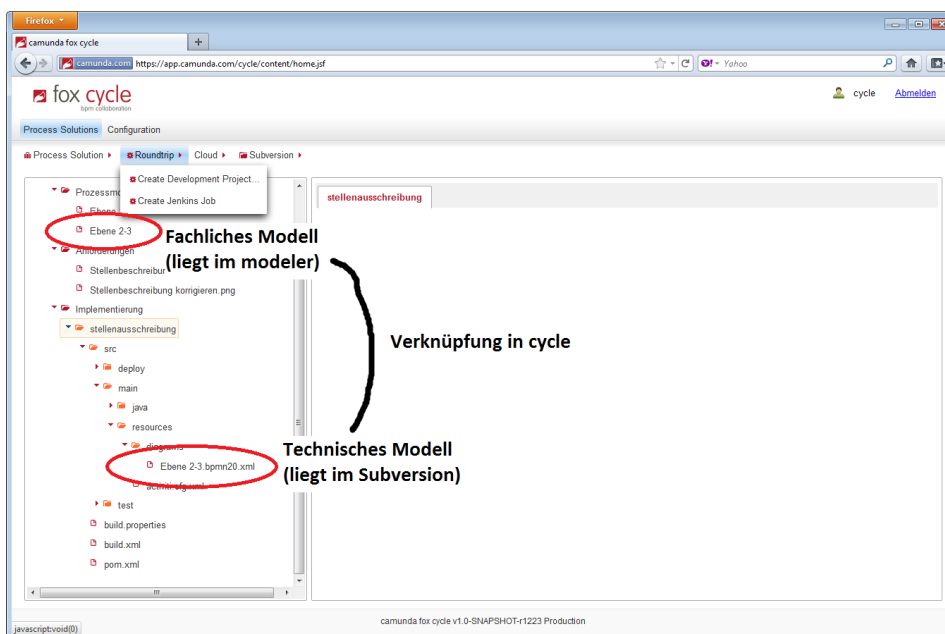 Firefox
camunda fox cycle
camunda.com https://app.camunda.com/cycle/content/home.jsf
Yahoo
fox cycle
bpm collaboration
cycle Abmelden
Process Solutions Configuration
Process Solution Roundtrip Cloud Subversion
Create Development Project...
Create Jenkins Job
stellenausschreibung
Ebene
Ebene 2-3
Fachliches Modell
(liegt im modeler)
Anforderungen
Stellenbeschreibur
Stellenbeschreibung korrigieren.png
Implementierung
stellenausschreibung
Verknüpfung in cycle
src
deploy
main
java
resources
diagrams
Technisches Modell
(liegt im Subversion)
Ebene 2-3.bpmn20.xml
test
build.properties
build.xml
pom.xml
camunda fox cycle v1.0-SNAPSHOT-r1223 Production
javascript:void(0)